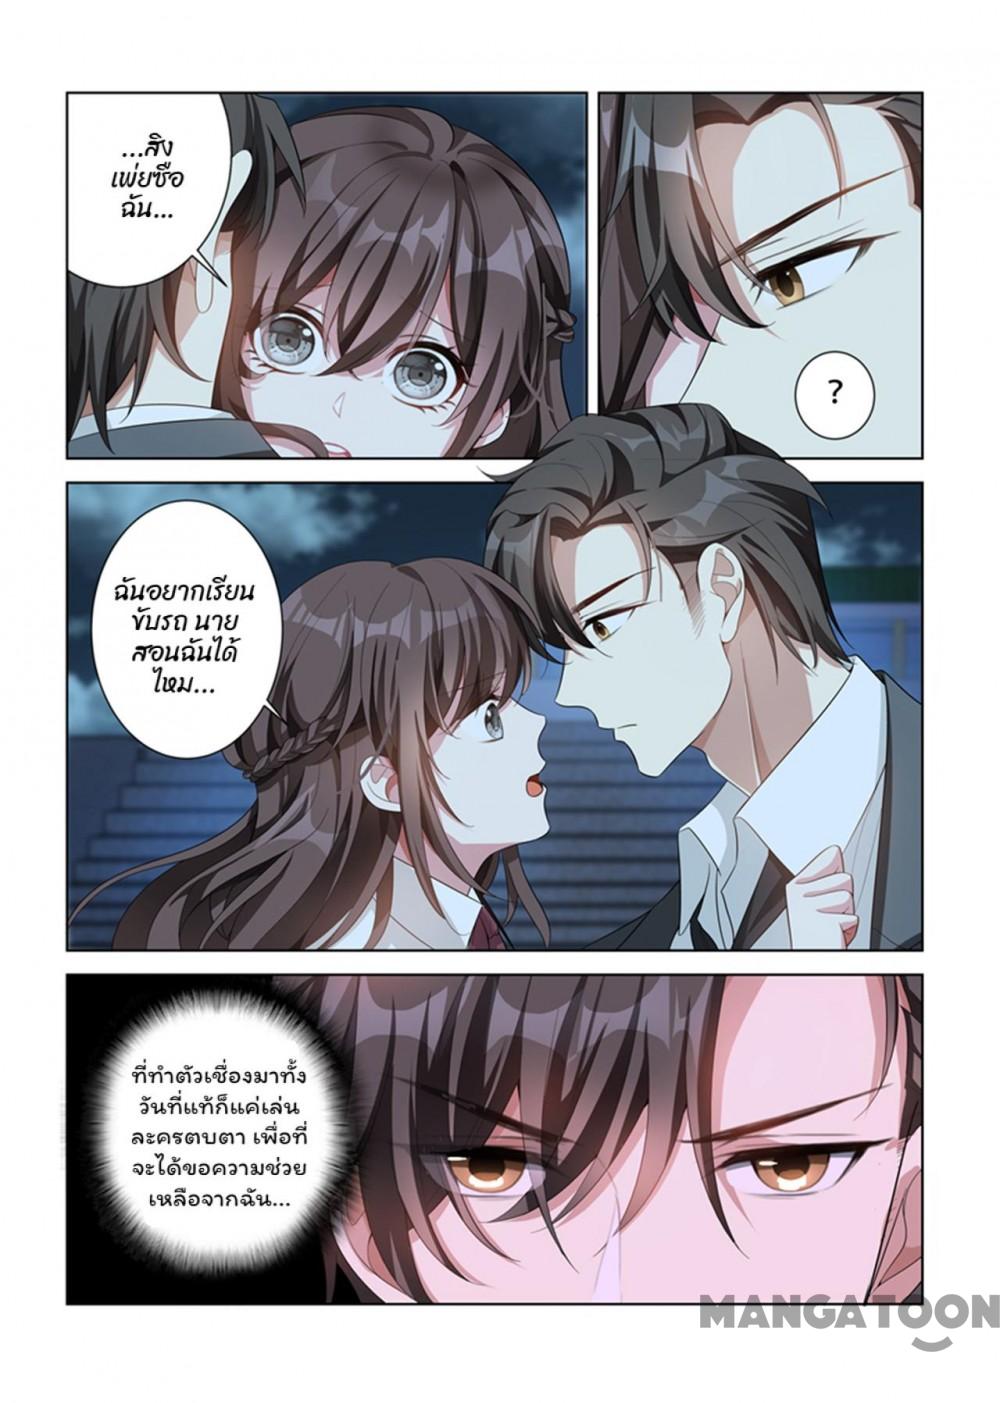 ...สิง
เพ่ยซือ
ฉัน...
?
ฉันอยากเรียน
ขับรถ นาย
สอนฉันได้
ไหม...
ที่ทำตัวเชื่องมาทั้ง
วันที่แท้ก็แค่เล่น
ละครตบตา เพื่อที่
จะได้ขอความช่วย
เหลือจากฉัน...
MANGATOON